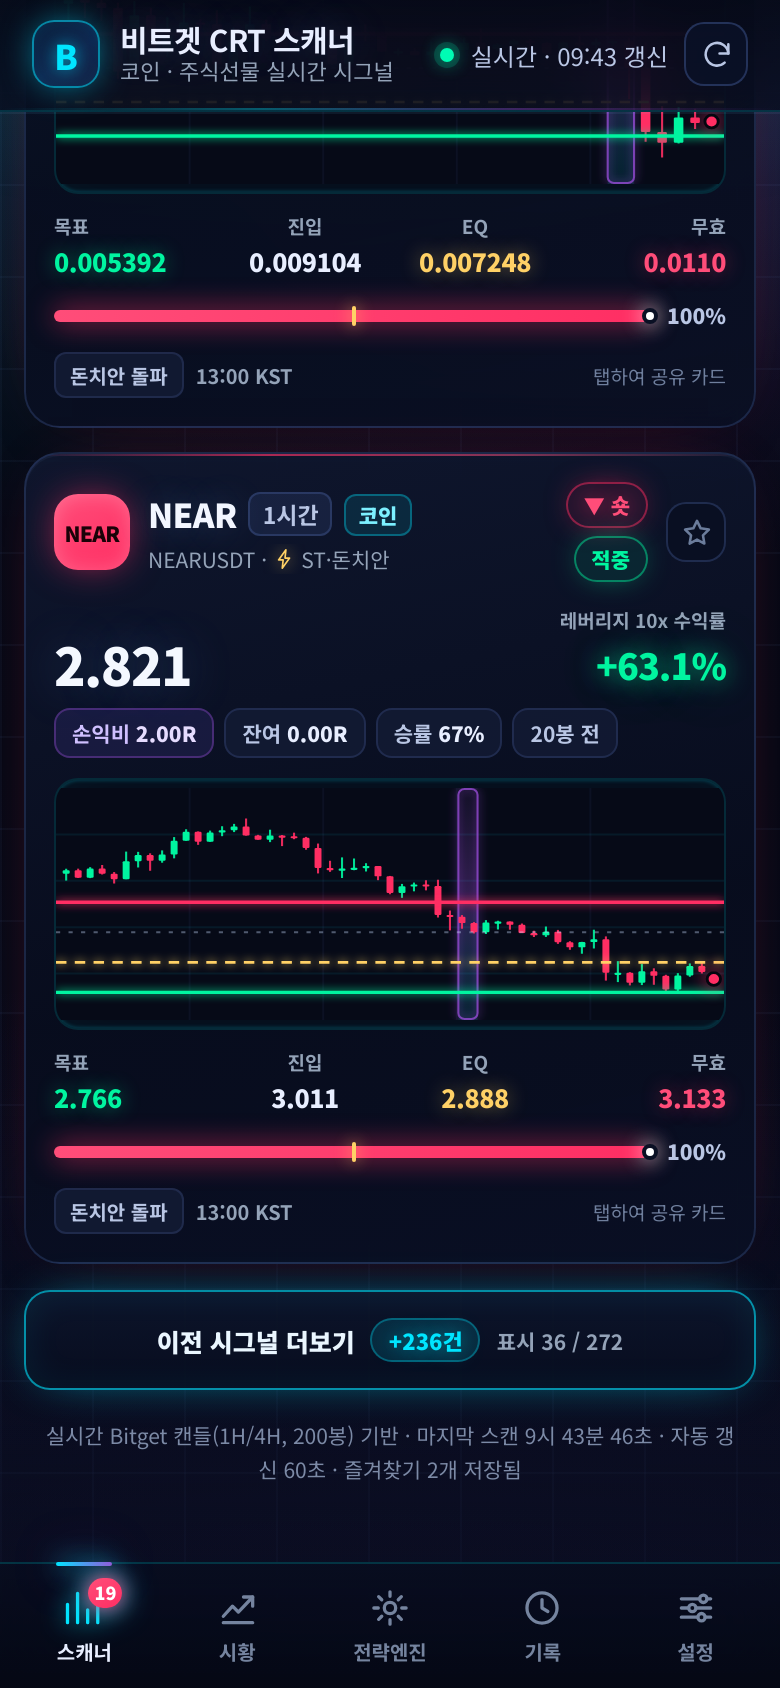 B
비트겟 CRT 스캐너
코인 · 주식선물 실시간 시그널
실시간 · 09:43 갱신
목표 진입 EQ 무효
0.005392 0.009104 0.007248 0.0110
100%
돈치안 돌파 13:00 KST 탭하여 공유 카드
NEAR
NEAR 1시간 코인
NEARUSDT · ST·돈치안
▼ 숏
적중
레버리지 10x 수익률
2.821
+63.1%
손익비 2.00R 잔여 0.00R 승률 67% 20봉 전
목표 진입 EQ 무효
2.766 3.011 2.888 3.133
100%
돈치안 돌파 13:00 KST 탭하여 공유 카드
이전 시그널 더보기 +236건 표시 36 / 272
실시간 Bitget 캔들(1H/4H, 200봉) 기반 · 마지막 스캔 9시 43분 46초 · 자동 갱
신 60초 · 즐겨찾기 2개 저장됨
19
스캐너 시황 전략엔진 기록 설정